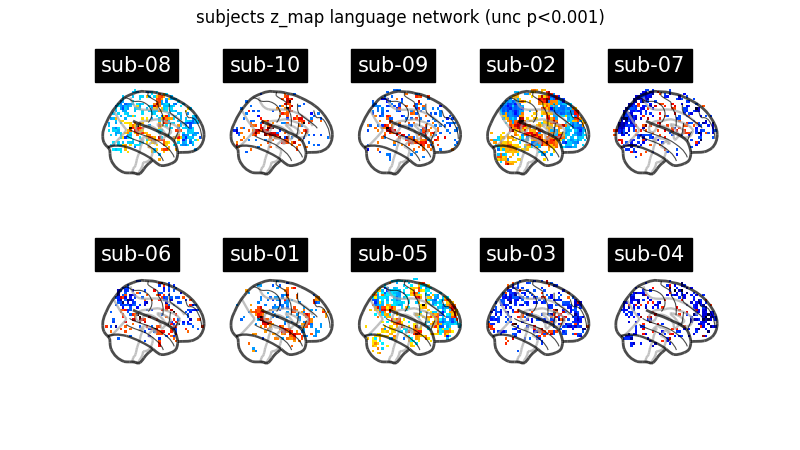 subjects z_map language network (unc p<0.001)
sub-08 sub-10 sub-09 sub-02 sub-07
sub-06 sub-01 sub-05 sub-03 sub-04